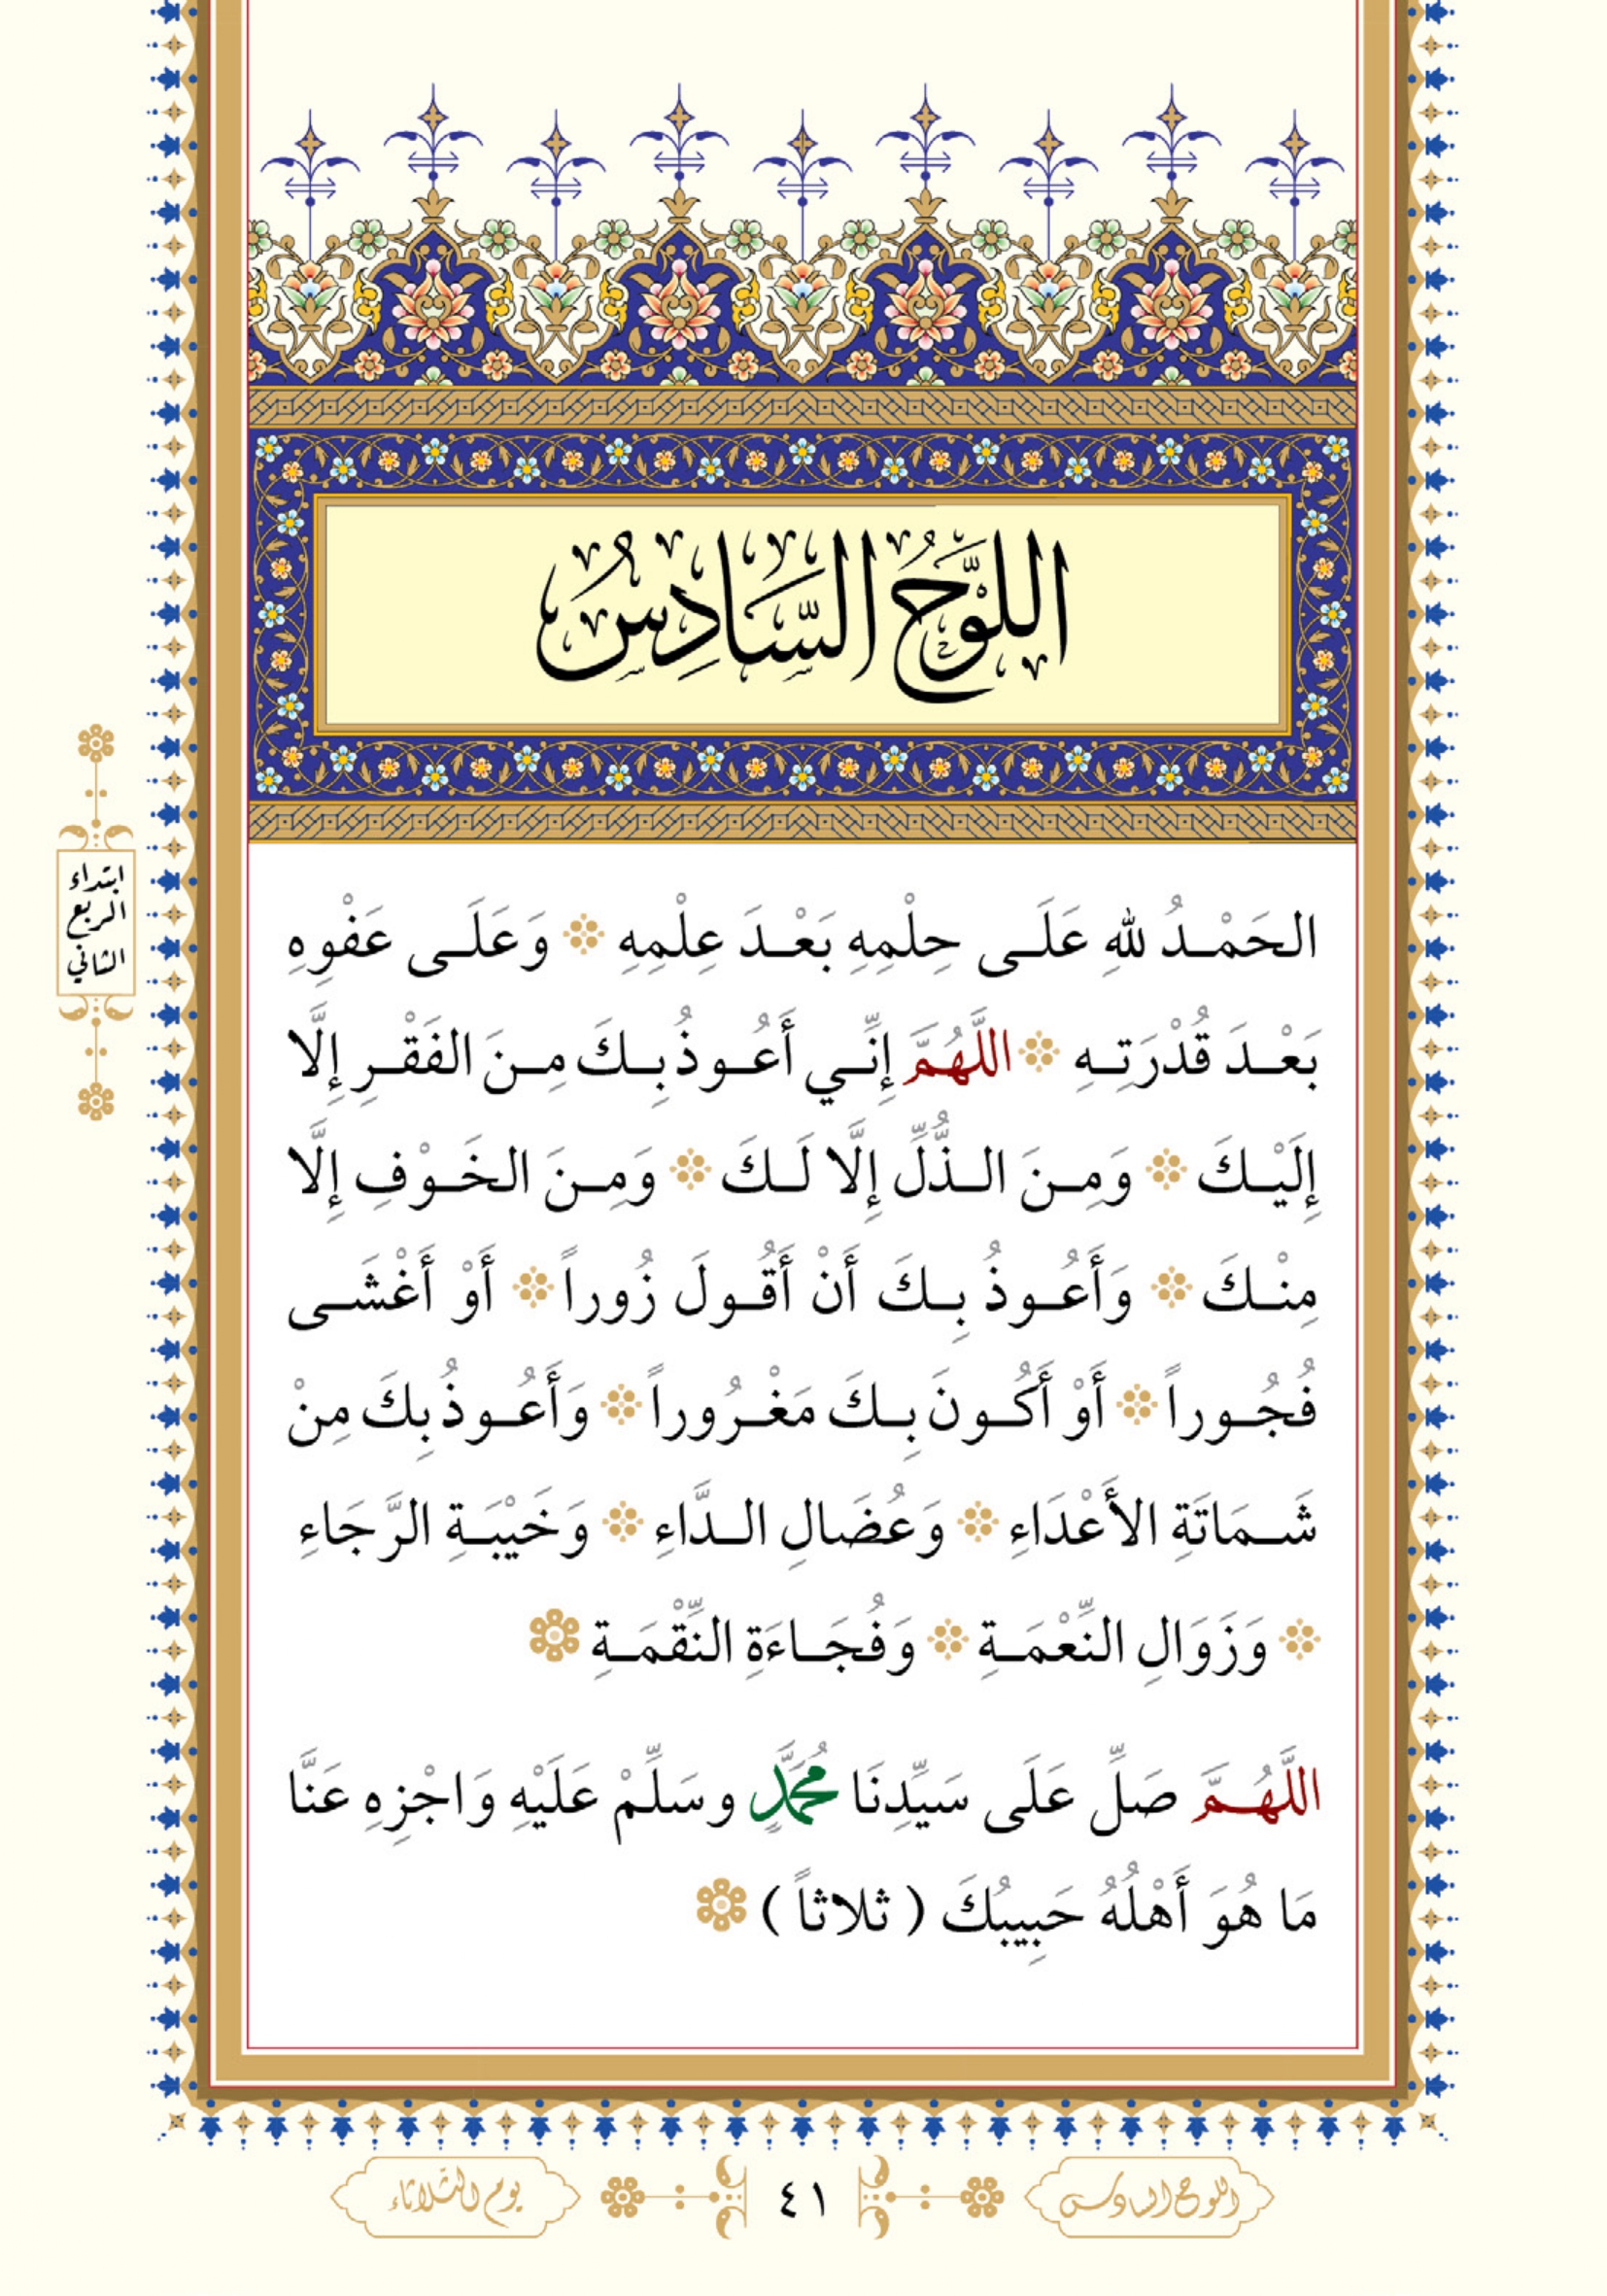 اللَّوْحُ السَّادِسُ
ابتداء
الربع
الثاني
الحَمْدُ للهِ عَلَى حِلْمِهِ بَعْدَ عِلْمِهِ ۞ وَعَلَى عَفْوِهِ
بَعْدَ قُدْرَتِهِ ۞ اللَّهُمَّ إِنِّي أَعُوذُ بِكَ مِنَ الفَقْرِ إِلَّا
إِلَيْكَ ۞ وَمِنَ الذُّلِّ إِلَّا لَكَ ۞ وَمِنَ الخَوْفِ إِلَّا
مِنْكَ ۞ وَأَعُوذُ بِكَ أَنْ أَقُولَ زُوراً ۞ أَوْ أَغْشَى
فُجُوراً ۞ أَوْ أَكُونَ بِكَ مَغْرُوراً ۞ وَأَعُوذُ بِكَ مِنْ
شَمَاتَةِ الأَعْدَاءِ ۞ وَعُضَالِ الدَّاءِ ۞ وَخَيْبَةِ الرَّجَاءِ
۞ وَزَوَالِ النِّعْمَةِ ۞ وَفُجَاءَةِ النِّقْمَةِ ۞
اللَّهُمَّ صَلِّ عَلَى سَيِّدِنَا مُحَمَّدٍ وسَلِّمْ عَلَيْهِ وَاجْزِهِ عَنَّا
مَا هُوَ أَهْلُهُ حَبِيبُكَ ( ثلاثاً ) ۞
اللوح السادس ٤١ يوم الثلاثاء